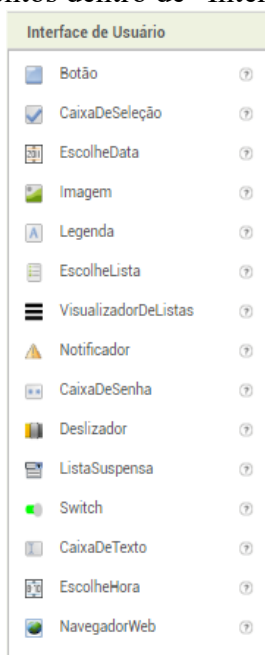 Interface de Usuário
Botão
CaixaDeSeleção
EscolheData
Imagem
Legenda
EscolheLista
VisualizadorDeListas
Notificador
CaixaDeSenha
Deslizador
ListaSuspensa
Switch
CaixaDeTexto
EscolheHora
NavegadorWeb